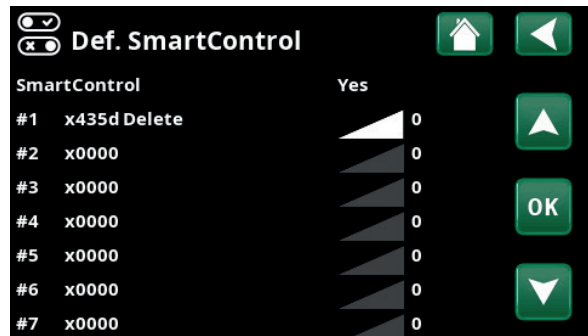 Def. SmartControl
SmartControl Yes
#1 x435d Delete 0
#2 x0000 0
#3 x0000 0
#4 x0000 0
OK
#5 x0000 0
#6 x0000 0
#7 x0000 0